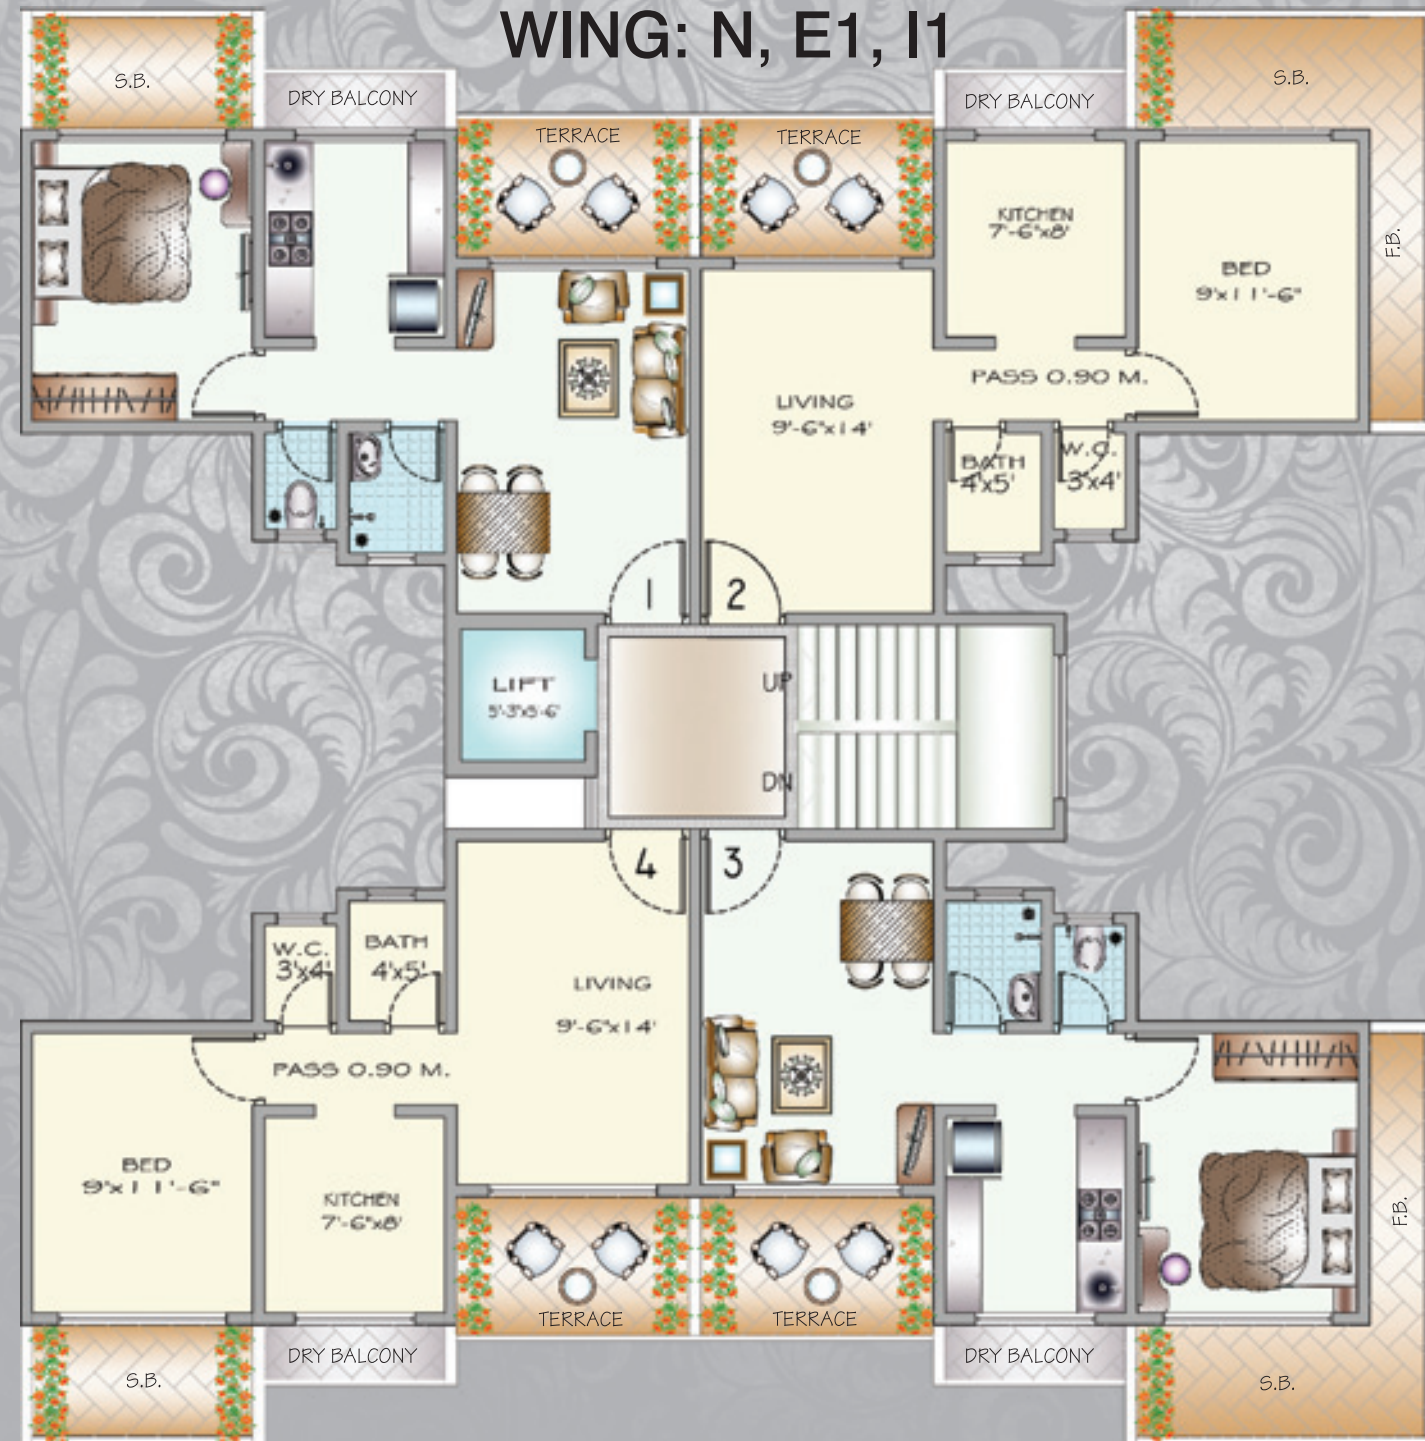 WING: N, E1, I1
S.B.
DRY BALCONY
TERRACE
TERRACE
DRY BALCONY
S.B.
KITCHEN
7'-6"x8'
BED
9'x11'-6"
F.B.
PASS 0.90 M.
LIVING
9'-6"x14'
BATH
4'x5'
W.C.
3'x4'
1
2
LIFT
5'-3"x5'-6"
UP
DN
4
3
W.C.
3'x4'
BATH
4'x5'
LIVING
9'-6"x14'
PASS 0.90 M.
BED
9'x11'-6"
KITCHEN
7'-6"x8'
F.B.
TERRACE
TERRACE
S.B.
DRY BALCONY
DRY BALCONY
S.B.